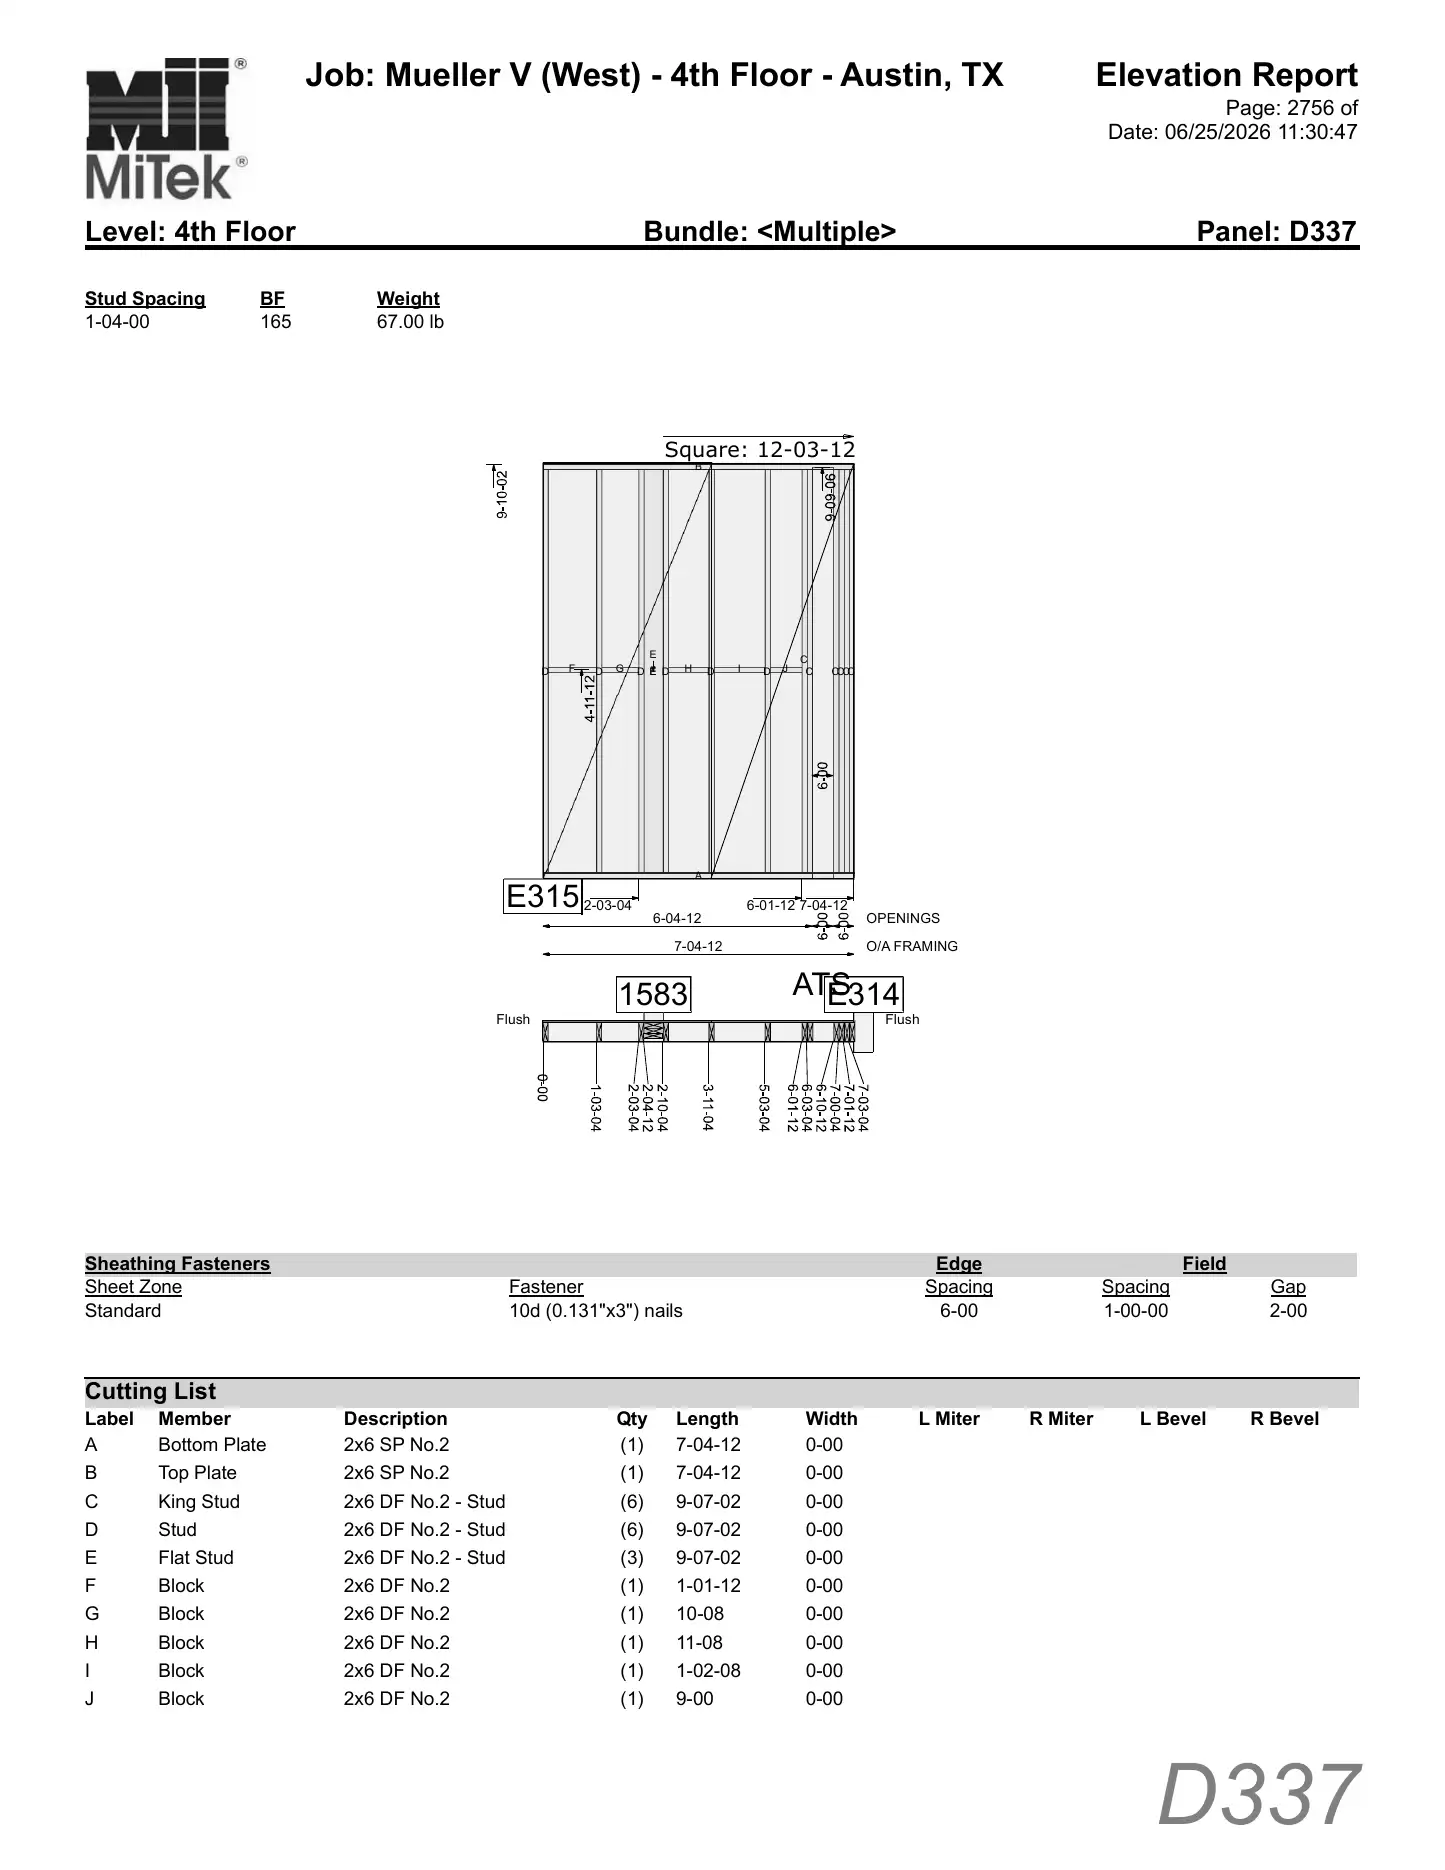 Job: Mueller V (West) - 4th Floor - Austin, TX
Elevation Report
Page: 2756 of
Date: 06/25/2026 11:30:47
MiTek®
Level: 4th Floor Bundle: <Multiple> Panel: D337
Stud Spacing BF Weight
1-04-00 165 67.00 lb
Square: 12-03-12
B
9-10-02
9-09-06
E
C
D F D G D E D H D I D J C C C C C
4-11-12
6-00
A
E315 2-03-04 6-01-12 7-04-12
6-04-12 6-00 6-00 OPENINGS
7-04-12 O/A FRAMING
1583 ATS E314
Flush Flush
0-00 1-03-04 2-03-04 2-04-12 2-10-04 3-11-04 5-03-04 6-01-12 6-03-04 6-10-12 7-00-04 7-01-12 7-03-04
Sheathing Fasteners Edge Field
Sheet Zone Fastener Spacing Spacing Gap
Standard 10d (0.131"x3") nails 6-00 1-00-00 2-00
Cutting List
Label Member Description Qty Length Width L Miter R Miter L Bevel R Bevel
A Bottom Plate 2x6 SP No.2 (1) 7-04-12 0-00
B Top Plate 2x6 SP No.2 (1) 7-04-12 0-00
C King Stud 2x6 DF No.2 - Stud (6) 9-07-02 0-00
D Stud 2x6 DF No.2 - Stud (6) 9-07-02 0-00
E Flat Stud 2x6 DF No.2 - Stud (3) 9-07-02 0-00
F Block 2x6 DF No.2 (1) 1-01-12 0-00
G Block 2x6 DF No.2 (1) 10-08 0-00
H Block 2x6 DF No.2 (1) 11-08 0-00
I Block 2x6 DF No.2 (1) 1-02-08 0-00
J Block 2x6 DF No.2 (1) 9-00 0-00
D337